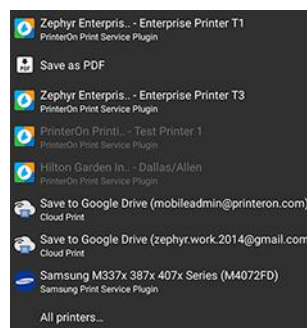 Zephyr Enterpris.. - Enterprise Printer T1
PrinterOn Print Service Plugin
PDF
Save as PDF
Zephyr Enterpris.. - Enterprise Printer T3
PrinterOn Print Service Plugin
PrinterOn Printi.. - Test Printer 1
PrinterOn Print Service Plugin
Hilton Garden In.. - Dallas/Allen
PrinterOn Print Service Plugin
Save to Google Drive (mobileadmin@printeron.com)
Cloud Print
Save to Google Drive (zephyr.work.2014@gmail.com
Cloud Print
Samsung M337x 387x 407x Series (M4072FD)
Samsung Print Service Plugin
All printers...